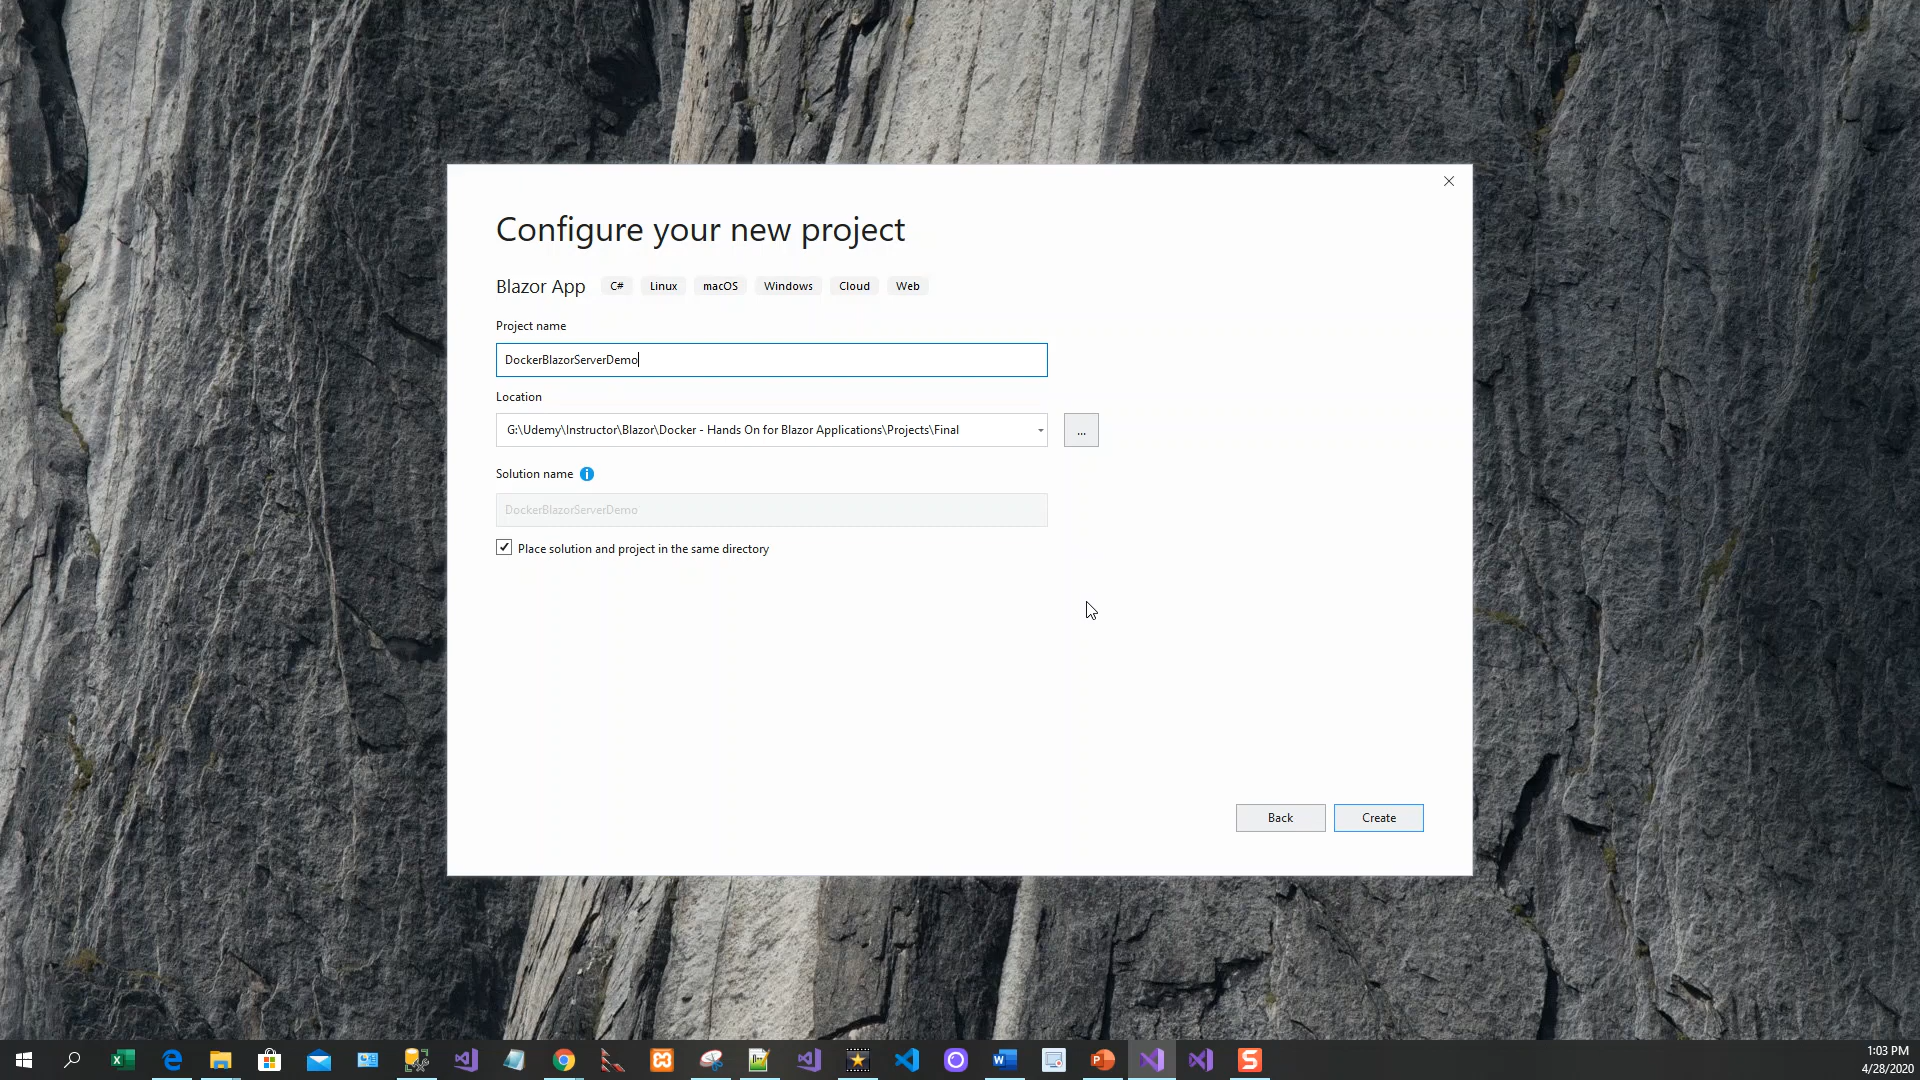 Configure your new project
Blazor App C# Linux macOS Windows Cloud Web
Project name
DockerBlazorServerDemo
Location
G:\Udemy\Instructor\Blazor\Docker - Hands On for Blazor Applications\Projects\Final
...
Solution name
DockerBlazorServerDemo
Place solution and project in the same directory
Back
Create
1:03 PM
4/28/2020